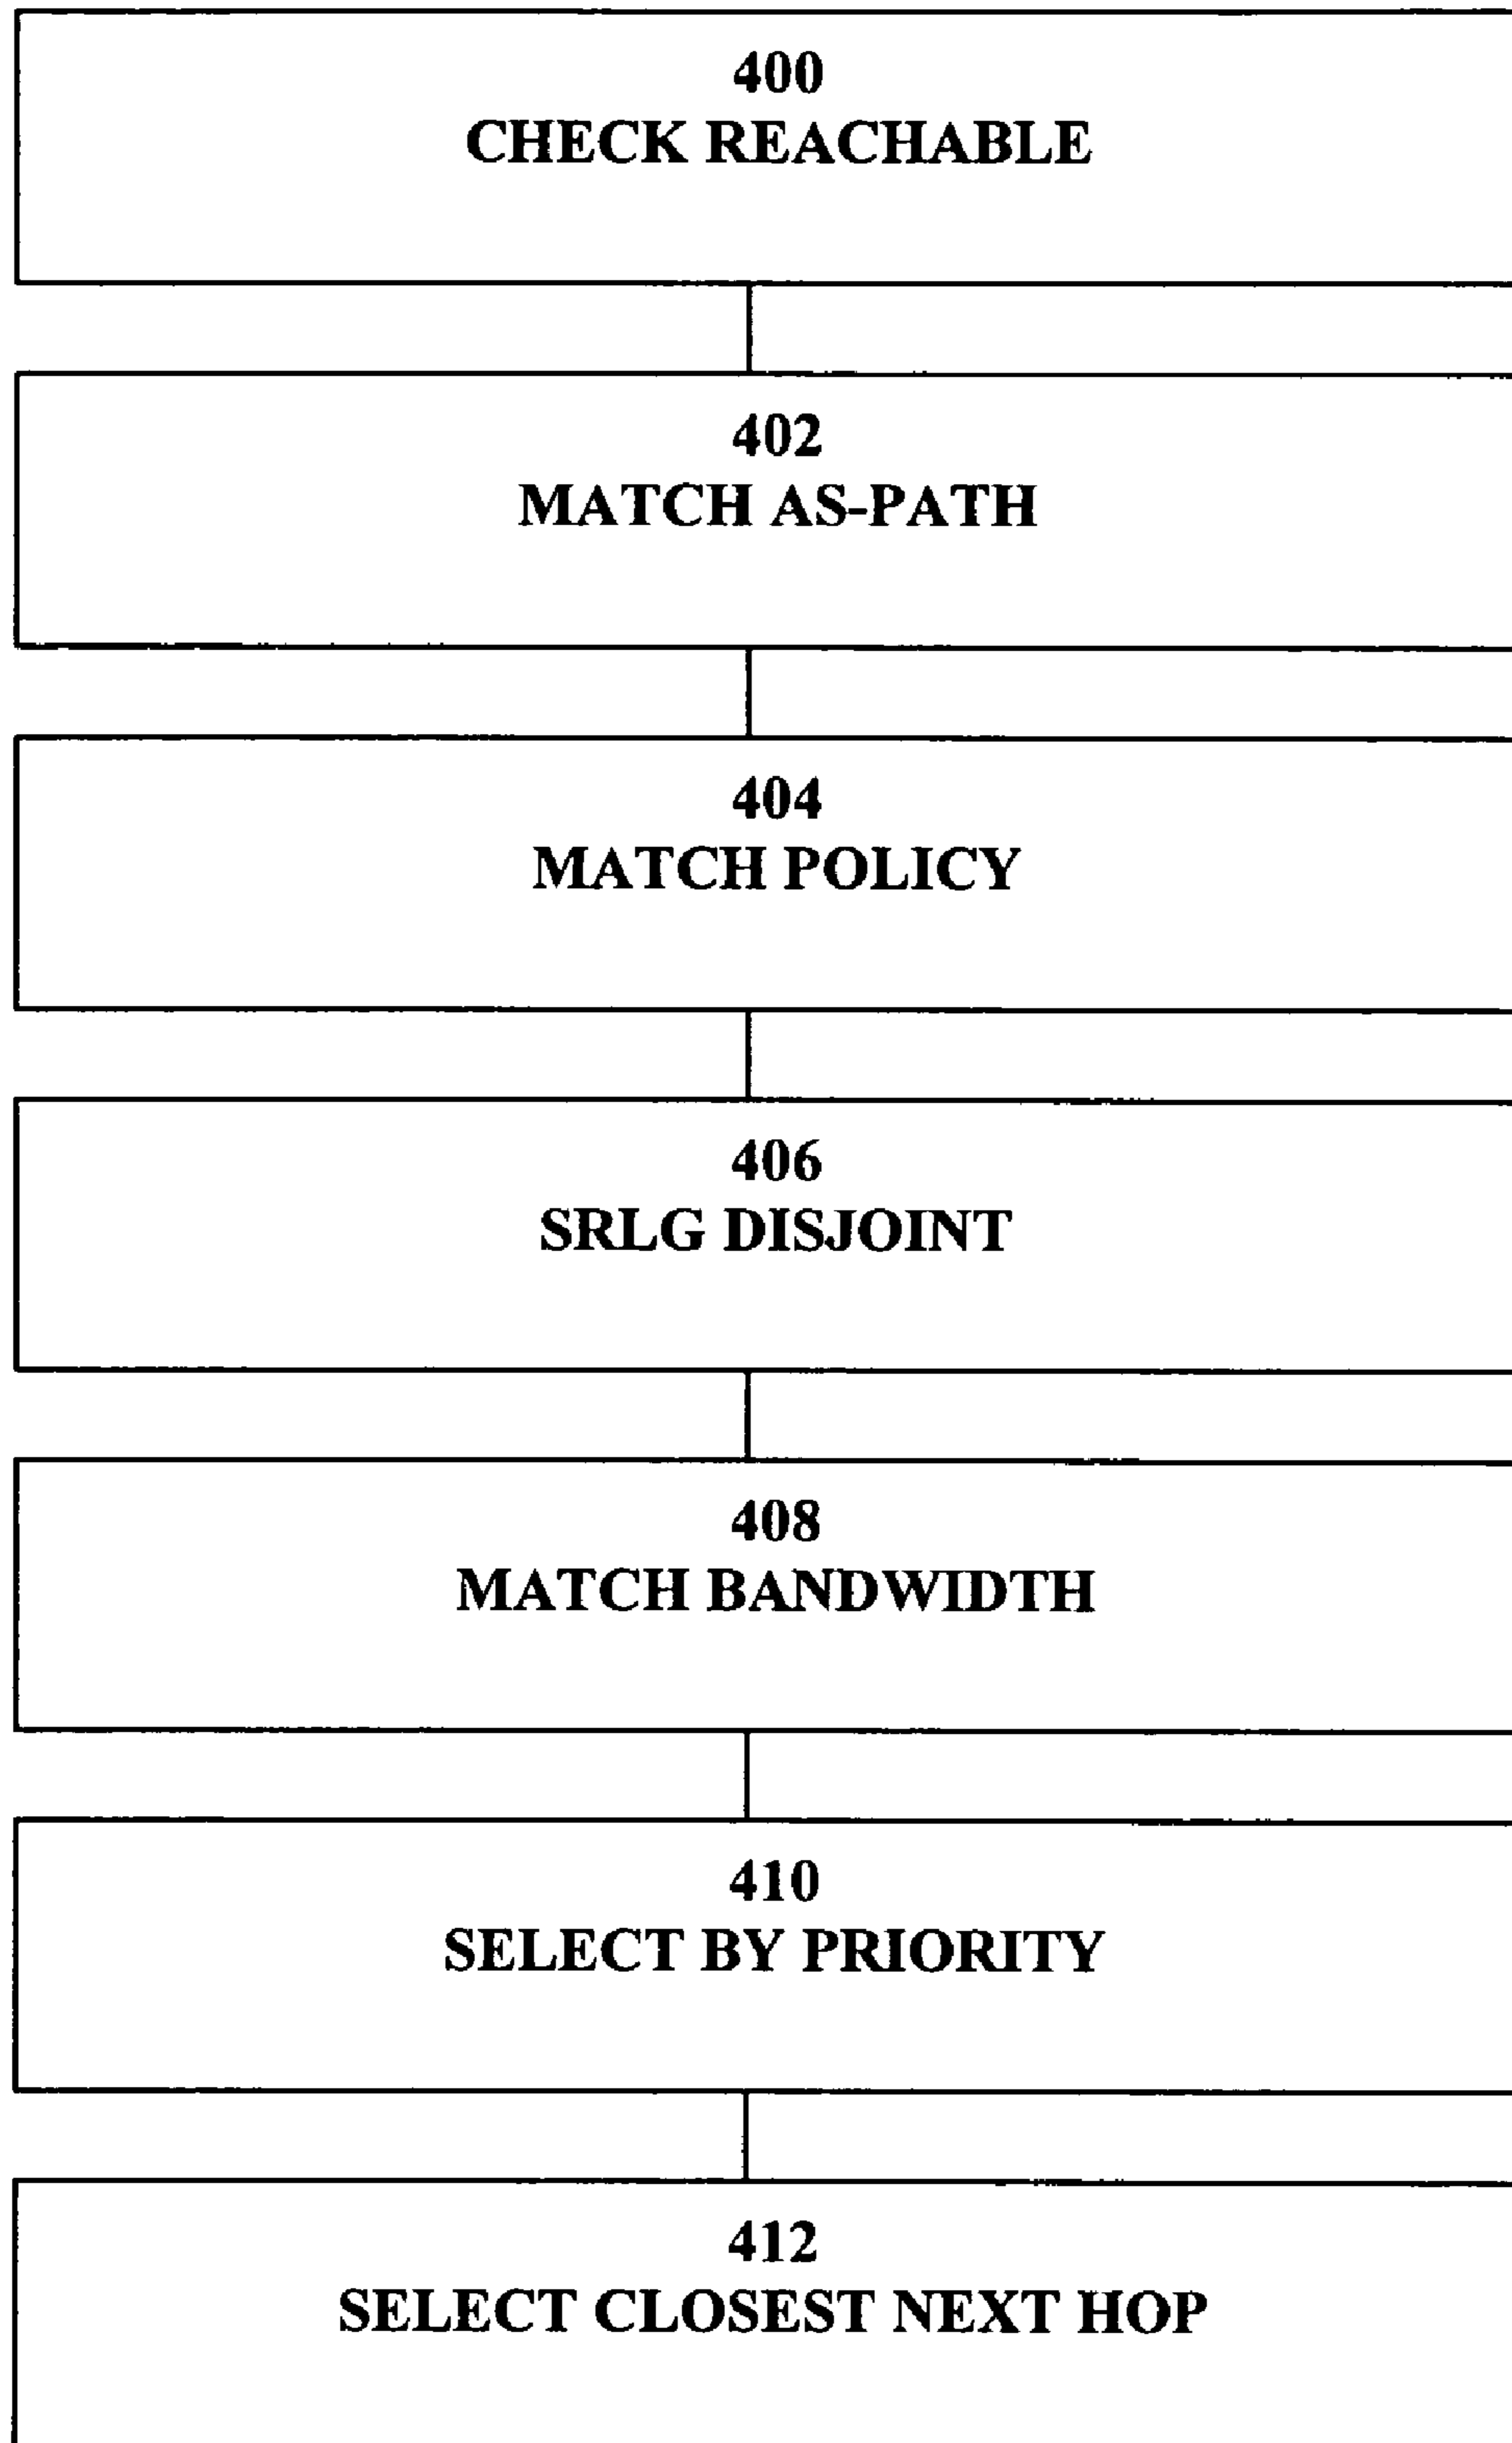 400
CHECK REACHABLE
402
MATCH AS-PATH
404
MATCH POLICY
406
SRLG DISJOINT
408
MATCH BANDWIDTH
410
SELECT BY PRIORITY
412
SELECT CLOSEST NEXT HOP